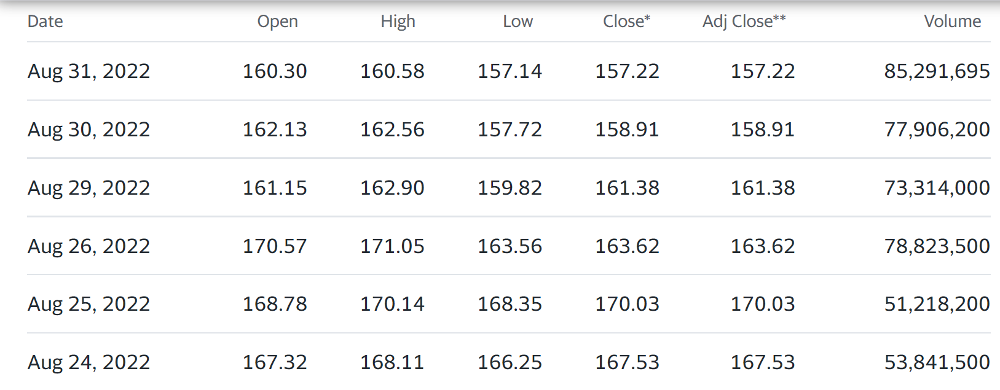 Date Open High Low Close* Adj Close** Volume
Aug 31, 2022 160.30 160.58 157.14 157.22 157.22 85,291,695
Aug 30, 2022 162.13 162.56 157.72 158.91 158.91 77,906,200
Aug 29, 2022 161.15 162.90 159.82 161.38 161.38 73,314,000
Aug 26, 2022 170.57 171.05 163.56 163.62 163.62 78,823,500
Aug 25, 2022 168.78 170.14 168.35 170.03 170.03 51,218,200
Aug 24, 2022 167.32 168.11 166.25 167.53 167.53 53,841,500